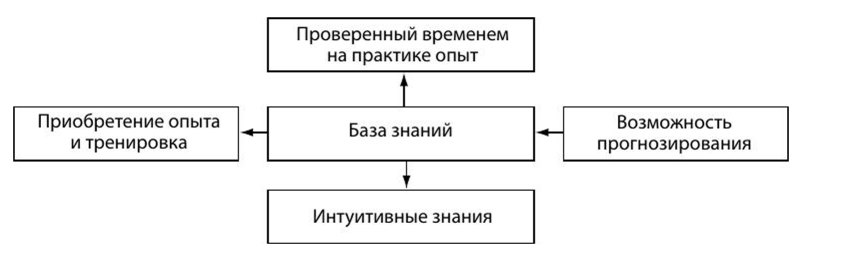 Проверенный временем
на практике опыт
Приобретение опыта
и тренировка
База знаний
Возможность
прогнозирования
Интуитивные знания